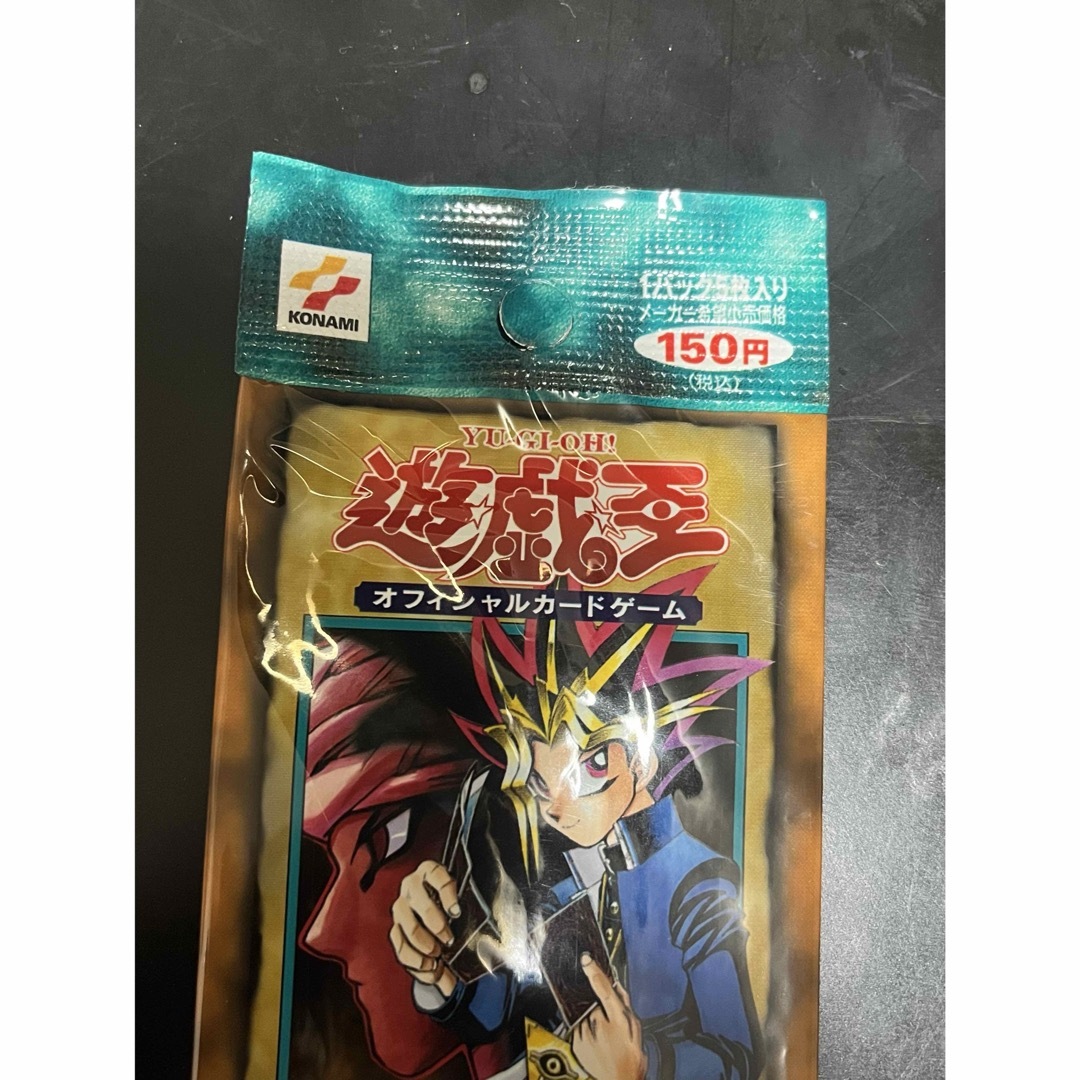 KONAMI
1パック5枚入り
メーカー希望小売価格
150円
(税込)
YU-GI-OH!
遊☆戯☆王
オフィシャルカードゲーム